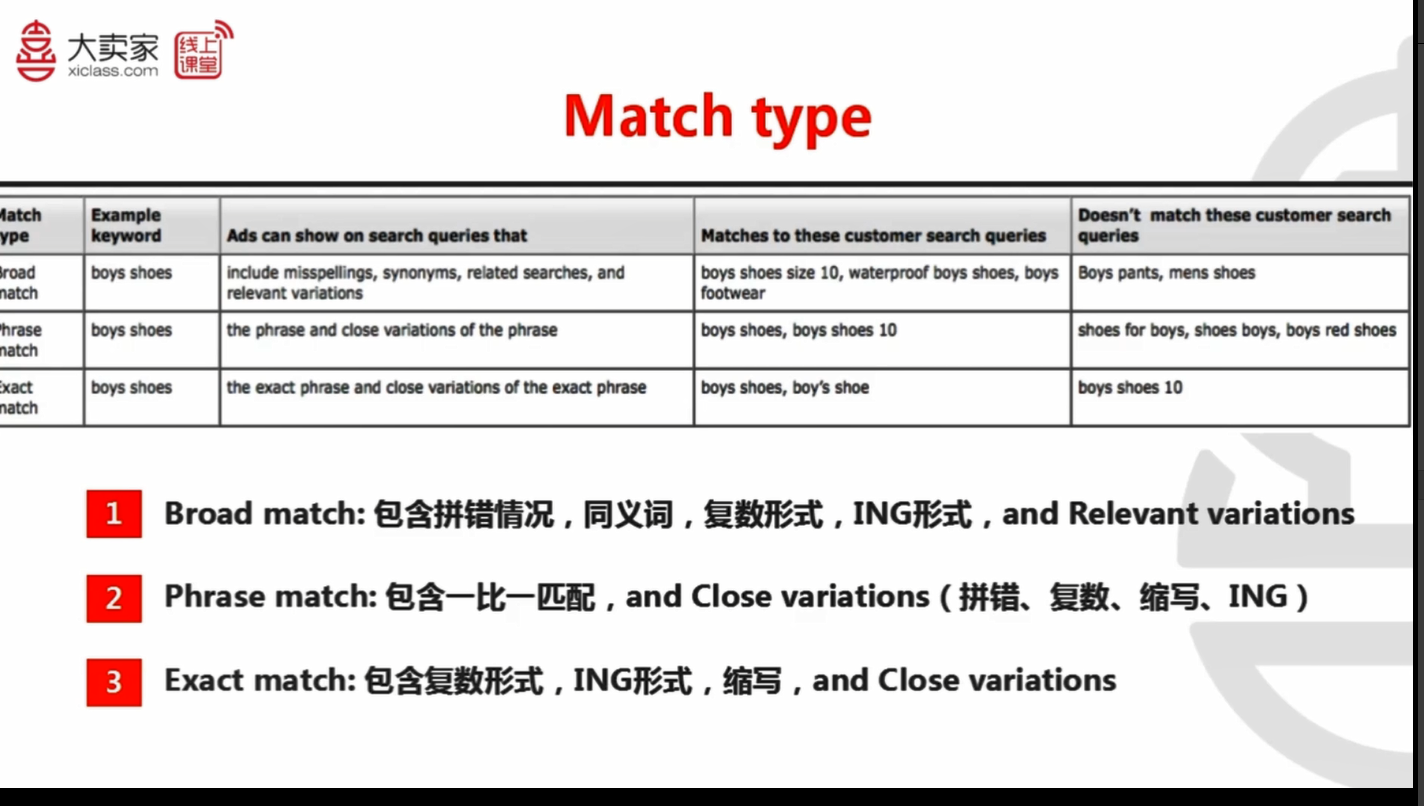 大卖家
xiclass.com
线上
课堂
Match type
Match Example Doesn't match these customer search
type keyword Ads can show on search queries that Matches to these customer search queries queries
Broad boys shoes include misspellings, synonyms, related searches, and boys shoes size 10, waterproof boys shoes, boys Boys pants, mens shoes
match relevant variations footwear
Phrase boys shoes the phrase and close variations of the phrase boys shoes, boys shoes 10 shoes for boys, shoes boys, boys red shoes
match
Exact boys shoes the exact phrase and close variations of the exact phrase boys shoes, boy's shoe boys shoes 10
match
1 Broad match: 包含拼错情况，同义词，复数形式，ING形式，and Relevant variations
2 Phrase match: 包含一比一匹配，and Close variations（拼错、复数、缩写、ING）
3 Exact match: 包含复数形式，ING形式，缩写，and Close variations